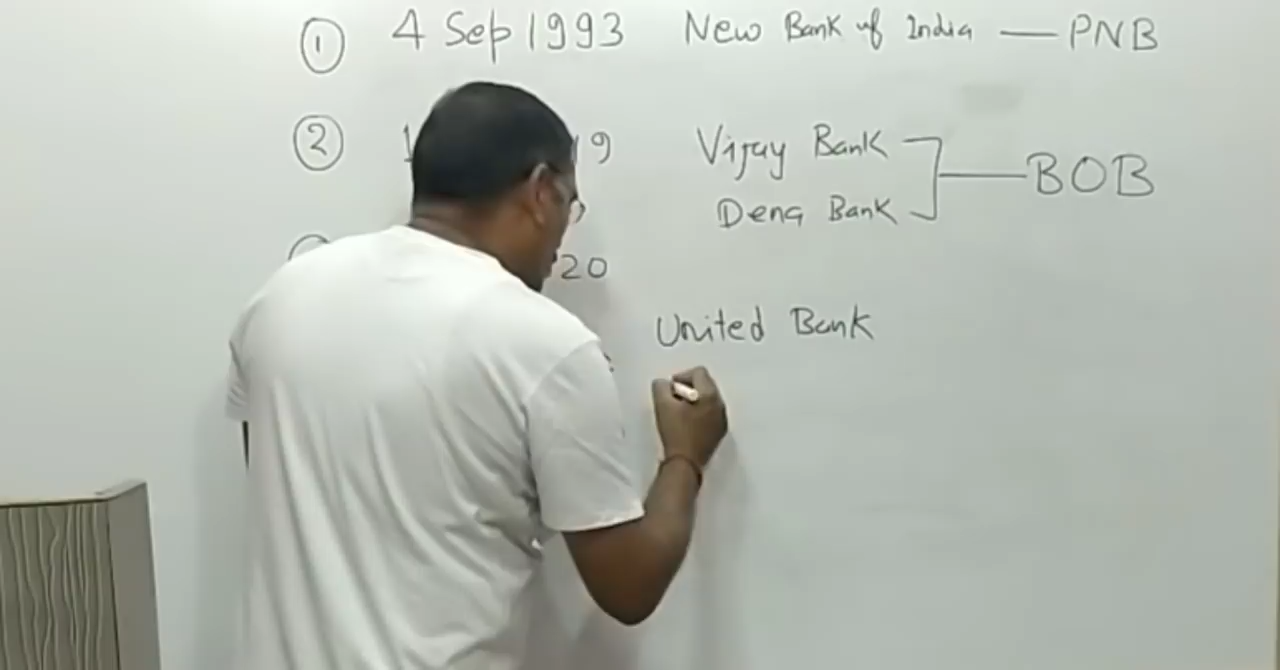 ① 4 Sep 1993 New Bank of India — PNB
② 1 19 Vijay Bank
Dena Bank
BOB
20
United Bank